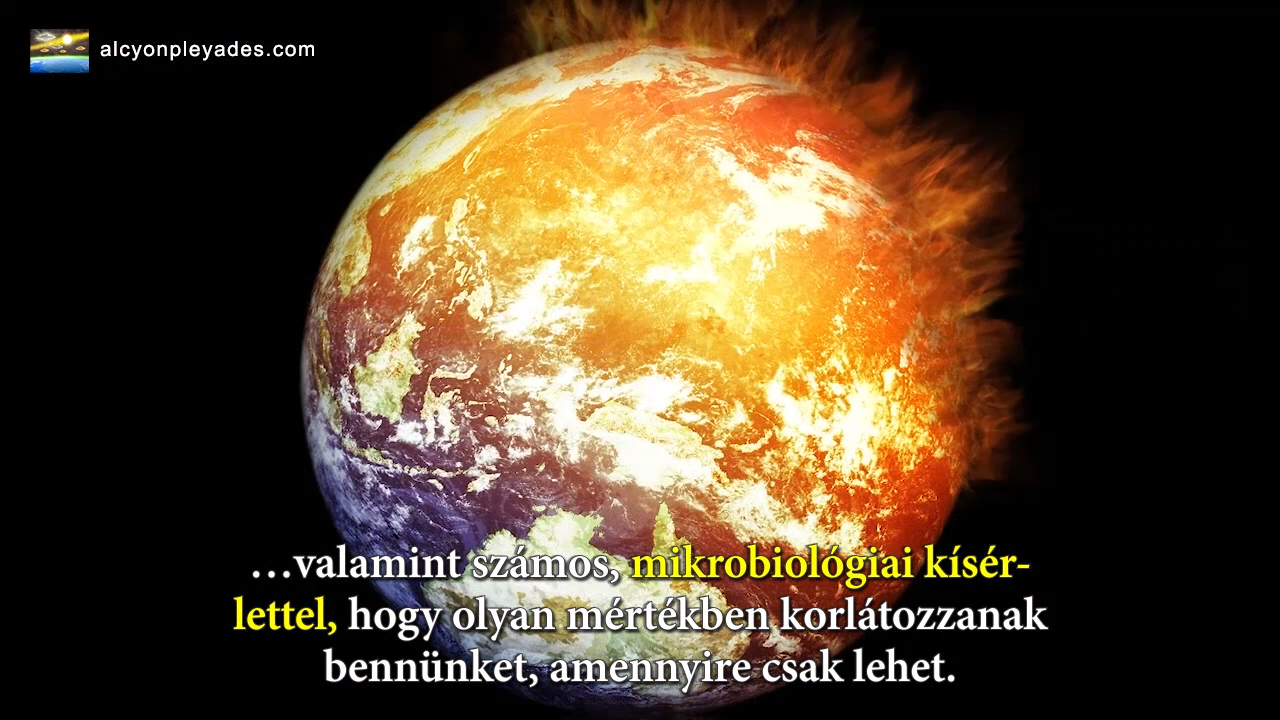 alcyonpleyades.com
…valamint számos, mikrobiológiai kísér-
lettel, hogy olyan mértékben korlátozzanak
bennünket, amennyire csak lehet.